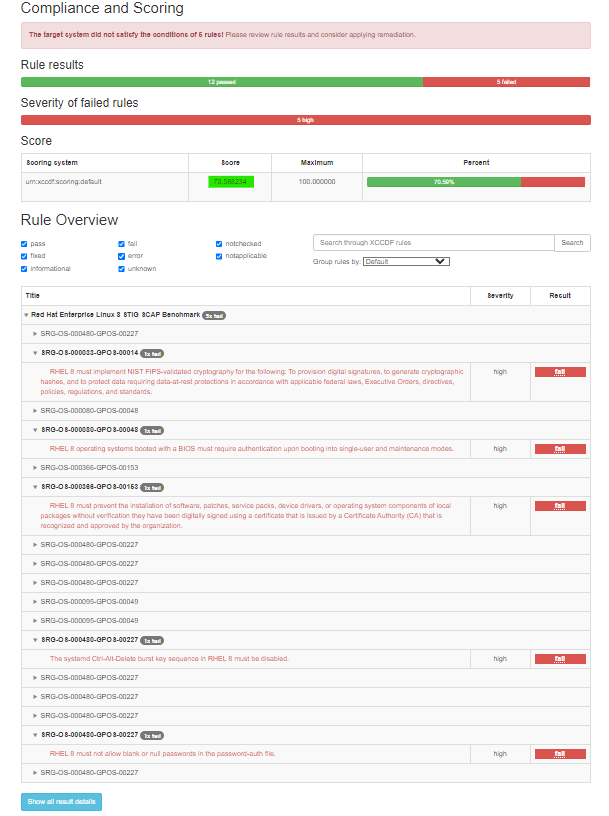 Compliance and Scoring
The target system did not satisfy the conditions of 5 rules! Please review rule results and consider applying remediation.
Rule results
12 passed
5 failed
Severity of failed rules
5 high
Score
Scoring system
Score
Maximum
Percent
urn:xccdf:scoring:default
70.588234
100.000000
70.59%
Rule Overview
pass
fail
notchecked
fixed
error
notapplicable
informational
unknown
Search through XCCDF rules
Search
Group rules by:
Default
Title
Severity
Result
Red Hat Enterprise Linux 8 STIG SCAP Benchmark 5x fail
SRG-OS-000480-GPOS-00227
SRG-OS-000033-GPOS-00014 1x fail
RHEL 8 must implement NIST FIPS-validated cryptography for the following: To provision digital signatures, to generate cryptographic
hashes, and to protect data requiring data-at-rest protections in accordance with applicable federal laws, Executive Orders, directives,
policies, regulations, and standards.
high
fail
SRG-OS-000080-GPOS-00048
SRG-OS-000080-GPOS-00048 1x fail
RHEL 8 operating systems booted with a BIOS must require authentication upon booting into single-user and maintenance modes.
high
fail
SRG-OS-000366-GPOS-00153
SRG-OS-000366-GPOS-00153 1x fail
RHEL 8 must prevent the installation of software, patches, service packs, device drivers, or operating system components of local
packages without verification they have been digitally signed using a certificate that is issued by a Certificate Authority (CA) that is
recognized and approved by the organization.
high
fail
SRG-OS-000480-GPOS-00227
SRG-OS-000480-GPOS-00227
SRG-OS-000480-GPOS-00227
SRG-OS-000095-GPOS-00049
SRG-OS-000095-GPOS-00049
SRG-OS-000480-GPOS-00227 1x fail
The systemd Ctrl-Alt-Delete burst key sequence in RHEL 8 must be disabled.
high
fail
SRG-OS-000480-GPOS-00227
SRG-OS-000480-GPOS-00227
SRG-OS-000480-GPOS-00227
SRG-OS-000480-GPOS-00227 1x fail
RHEL 8 must not allow blank or null passwords in the password-auth file.
high
fail
SRG-OS-000480-GPOS-00227
Show all result details